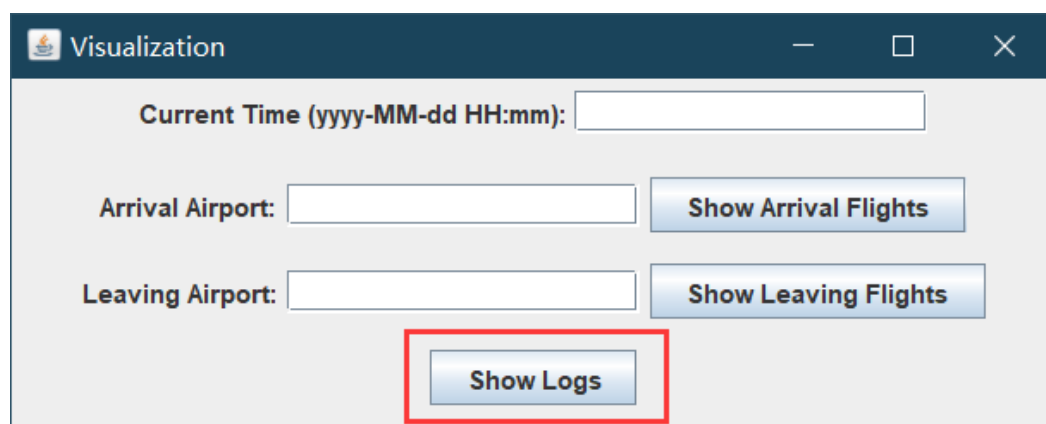 Visualization
Current Time (yyyy-MM-dd HH:mm):
Arrival Airport: Show Arrival Flights
Leaving Airport: Show Leaving Flights
Show Logs